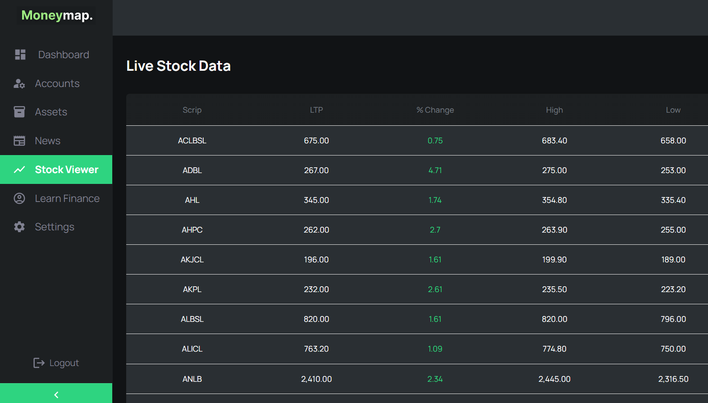 Moneymap.
Dashboard
Accounts
Assets
News
Stock Viewer
Learn Finance
Settings
Logout
Live Stock Data
Scrip LTP % Change High Low
ACLBSL 675.00 0.75 683.40 658.00
ADBL 267.00 4.71 275.00 253.00
AHL 345.00 1.74 354.80 335.40
AHPC 262.00 2.7 263.90 255.00
AKJCL 196.00 1.61 199.90 189.00
AKPL 232.00 2.61 235.50 223.20
ALBSL 820.00 1.61 820.00 796.00
ALICL 763.20 1.09 774.80 750.00
ANLB 2,410.00 2.34 2,445.00 2,316.50